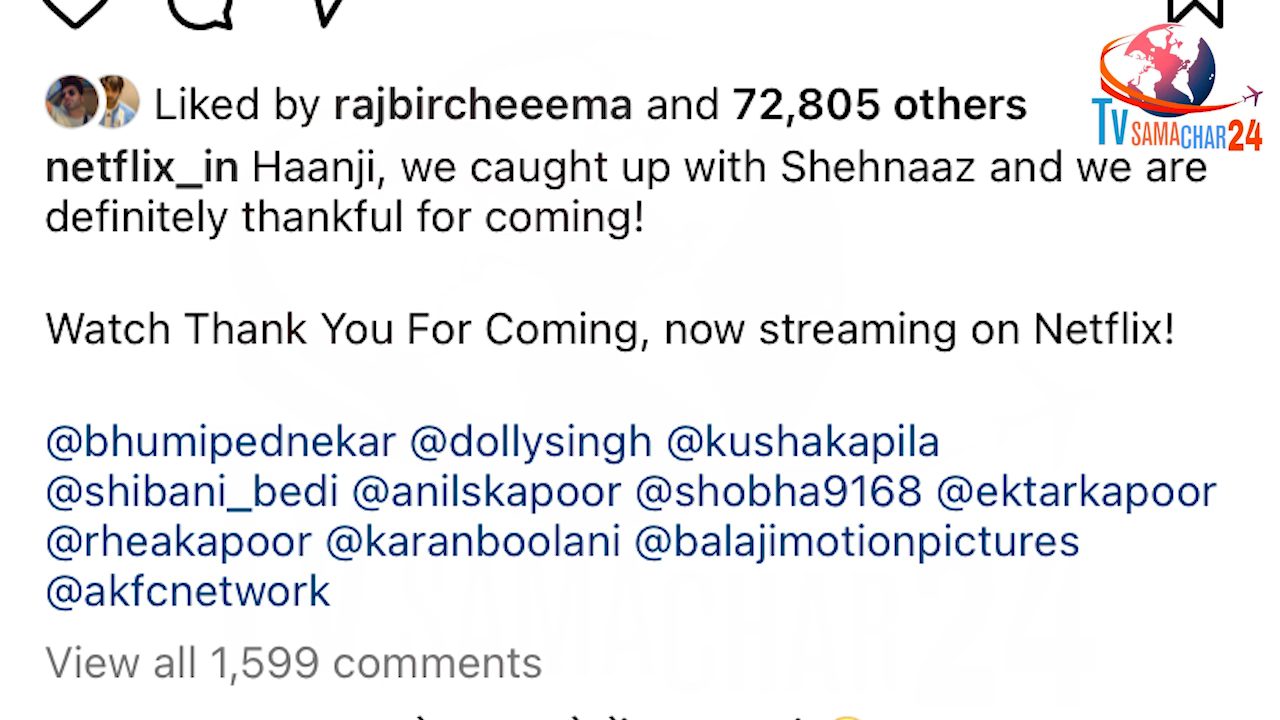 TV SAMACHAR 24
Liked by rajbircheeema and 72,805 others
netflix_in Haanji, we caught up with Shehnaaz and we are
definitely thankful for coming!
Watch Thank You For Coming, now streaming on Netflix!
@bhumipednekar @dollysingh @kushakapila
@shibani_bedi @anilskapoor @shobha9168 @ektarkapoor
@rheakapoor @karanboolani @balajimotionpictures
@akfcnetwork
View all 1,599 comments